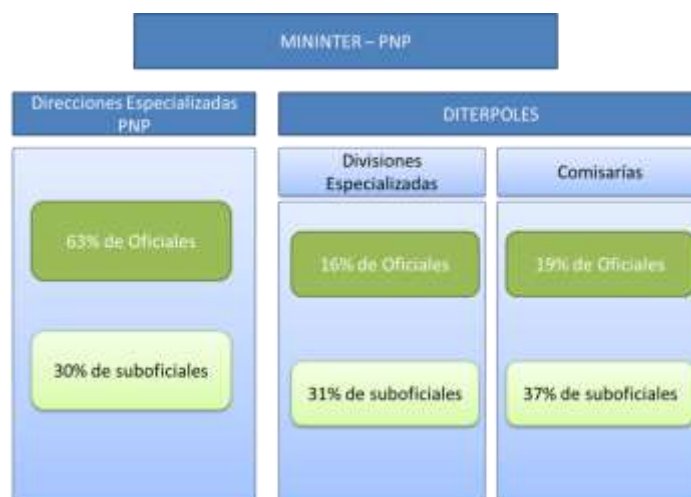 MININTER – PNP
Direcciones Especializadas
PNP
63% de Oficiales
30% de suboficiales
DITERPOLES
Divisiones
Especializadas
16% de Oficiales
31% de suboficiales
Comisarías
19% de Oficiales
37% de suboficiales